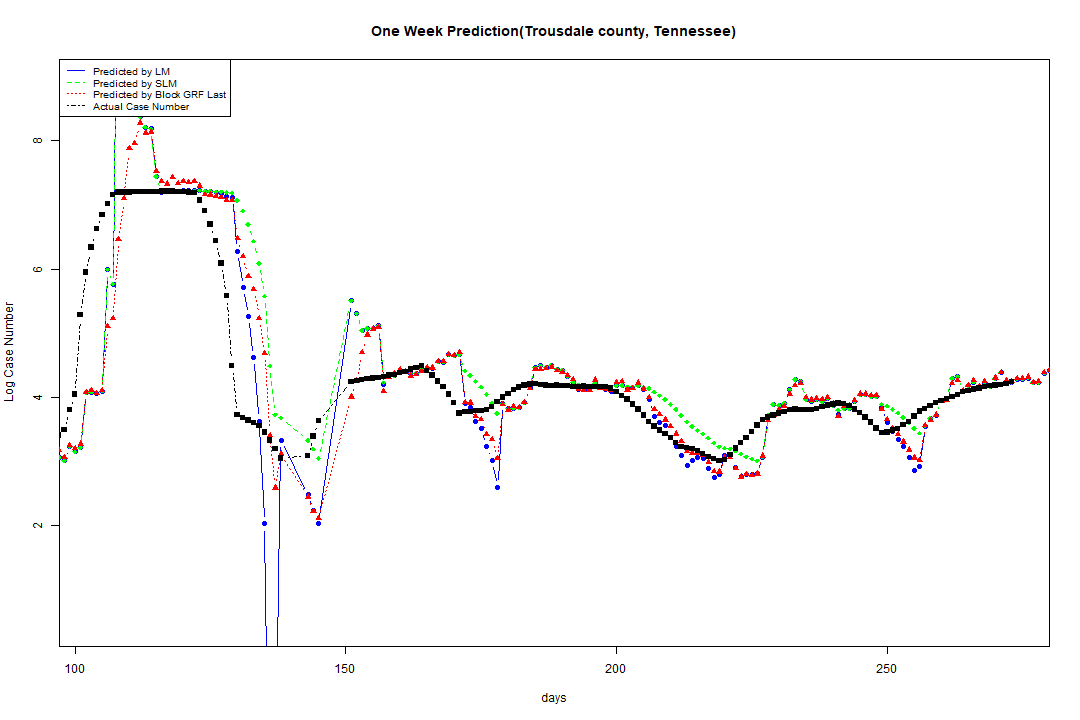 One Week Prediction(Trousdale county, Tennessee)
Predicted by LM
Predicted by SLM
Predicted by Block GRF Last
Actual Case Number
8
6
4
2
Log Case Number
100 150 200 250
days